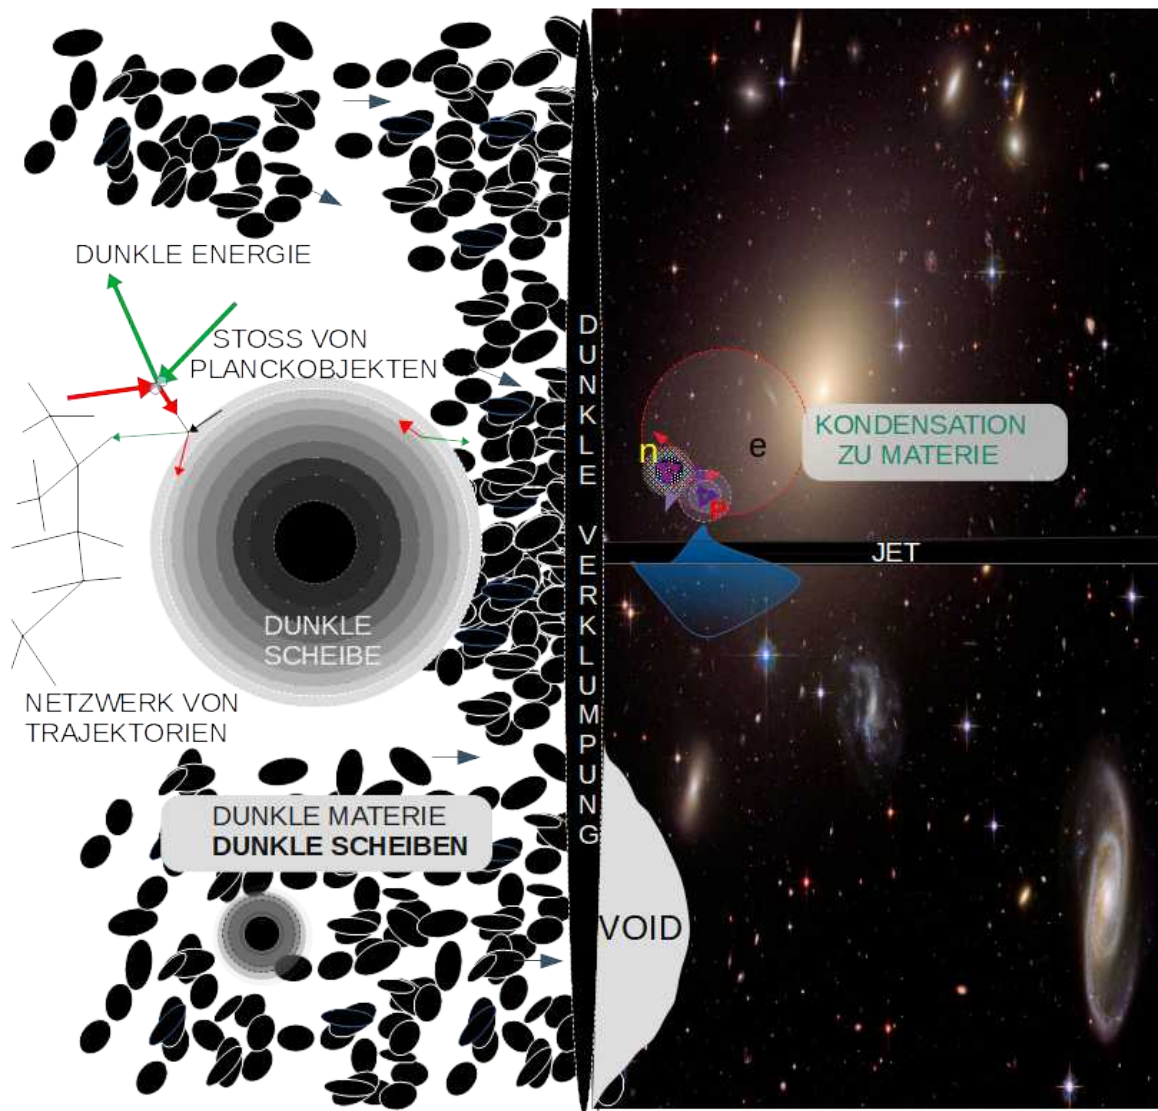 DUNKLE ENERGIE
STOSS VON
PLANCKOBJEKTEN
DUNKLE
SCHEIBE
NETZWERK VON
TRAJEKTORIEN
DUNKLE MATERIE
DUNKLE SCHEIBEN
DUNKLE VERKLUMPUNG
KONDENSATION
ZU MATERIE
n
e
P
JET
VOID